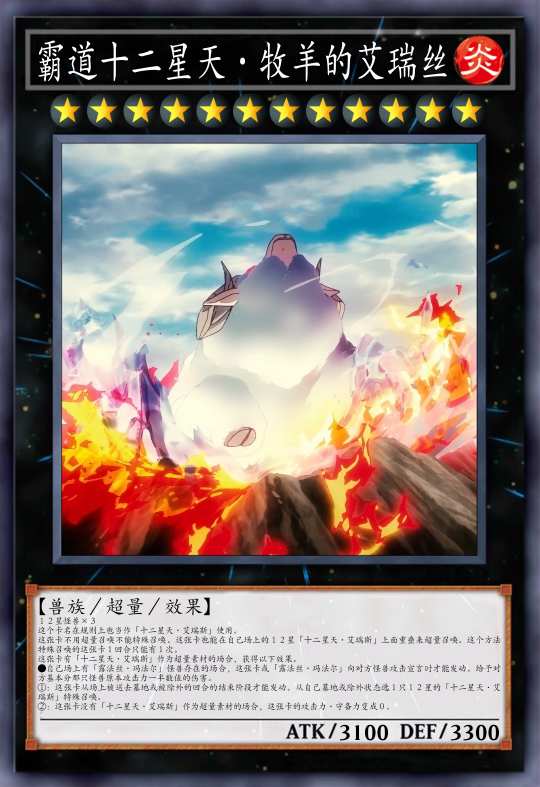 霸道十二星天·牧羊的艾瑞丝
炎
【兽族／超量／效果】
１２星怪兽×3
这个卡名在规则上也当作「十二星天·艾瑞斯」使用。
这张卡不用超量召唤不能特殊召唤。这张卡也能在自己场上的１２星「十二星天·艾瑞斯」上面重叠来超量召唤。这个方法
特殊召唤的这张卡１回合只能有１次。
这张卡有「十二星天·艾瑞斯」作为超量素材的场合，获得以下效果。
●自己场上有「露法丝·玛法尔」怪兽存在的场合，这张卡或「露法丝·玛法尔」向对方怪兽攻击宣言时才能发动。给予对
方基本分那只怪兽原本攻击力一半数值的伤害。
①：这张卡从场上被送去墓地或被除外的回合的结束阶段才能发动。从自己墓地或除外状态选１只１２星的「十二星天·艾
瑞斯」特殊召唤。
②：这张卡没有「十二星天·艾瑞斯」作为超量素材的场合，这张卡的攻击力·守备力变成０。
ATK/3100 DEF/3300